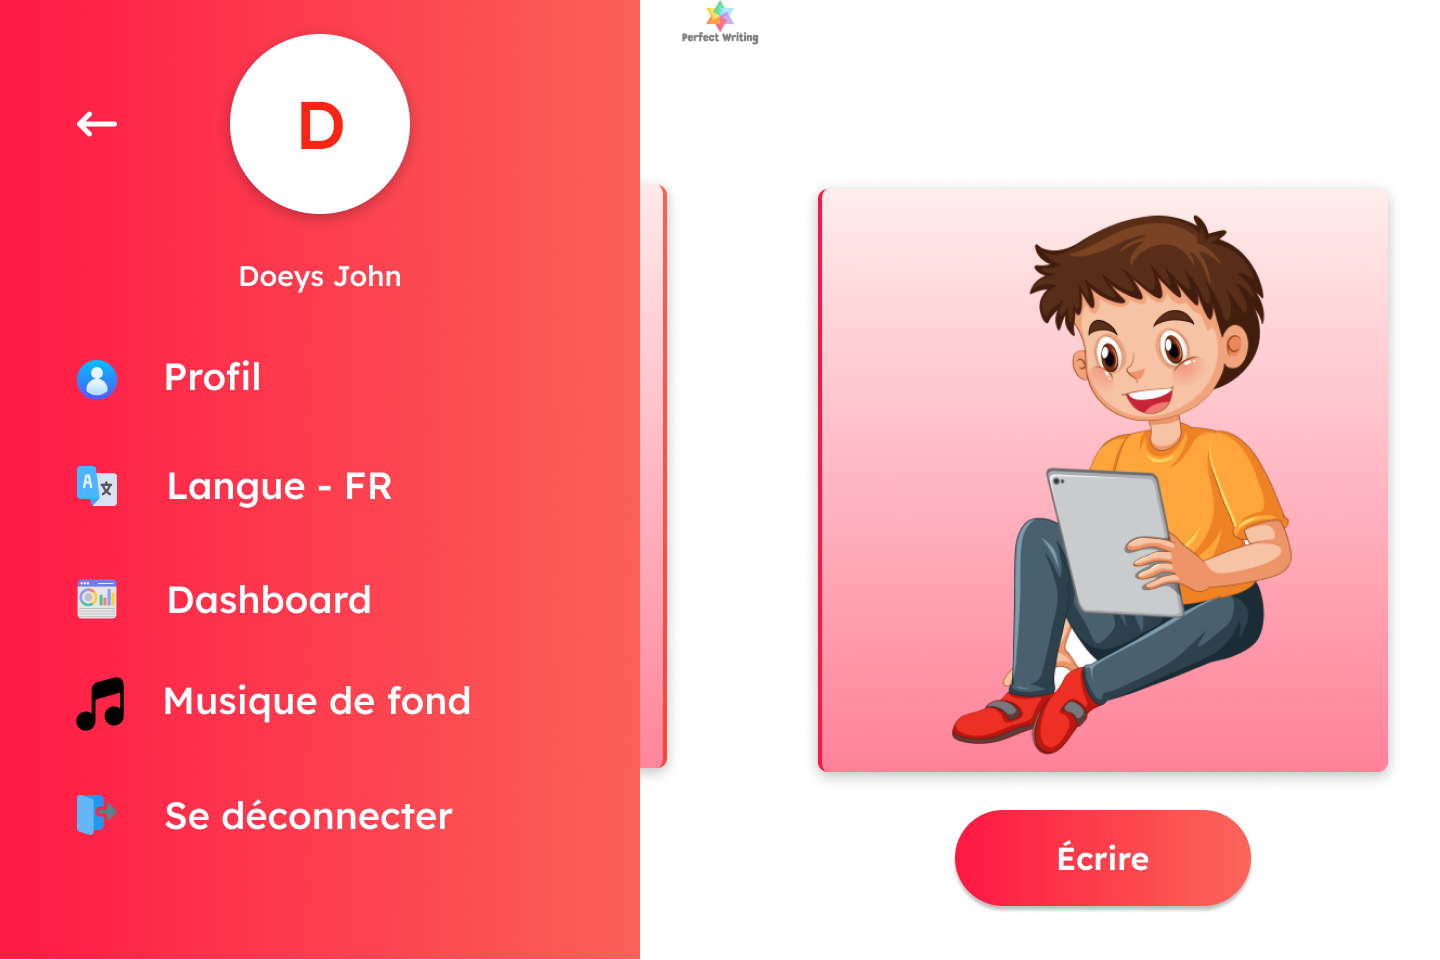 Perfect Writing
D
Doeys John
Profil
Langue - FR
Dashboard
Musique de fond
Se déconnecter
Écrire